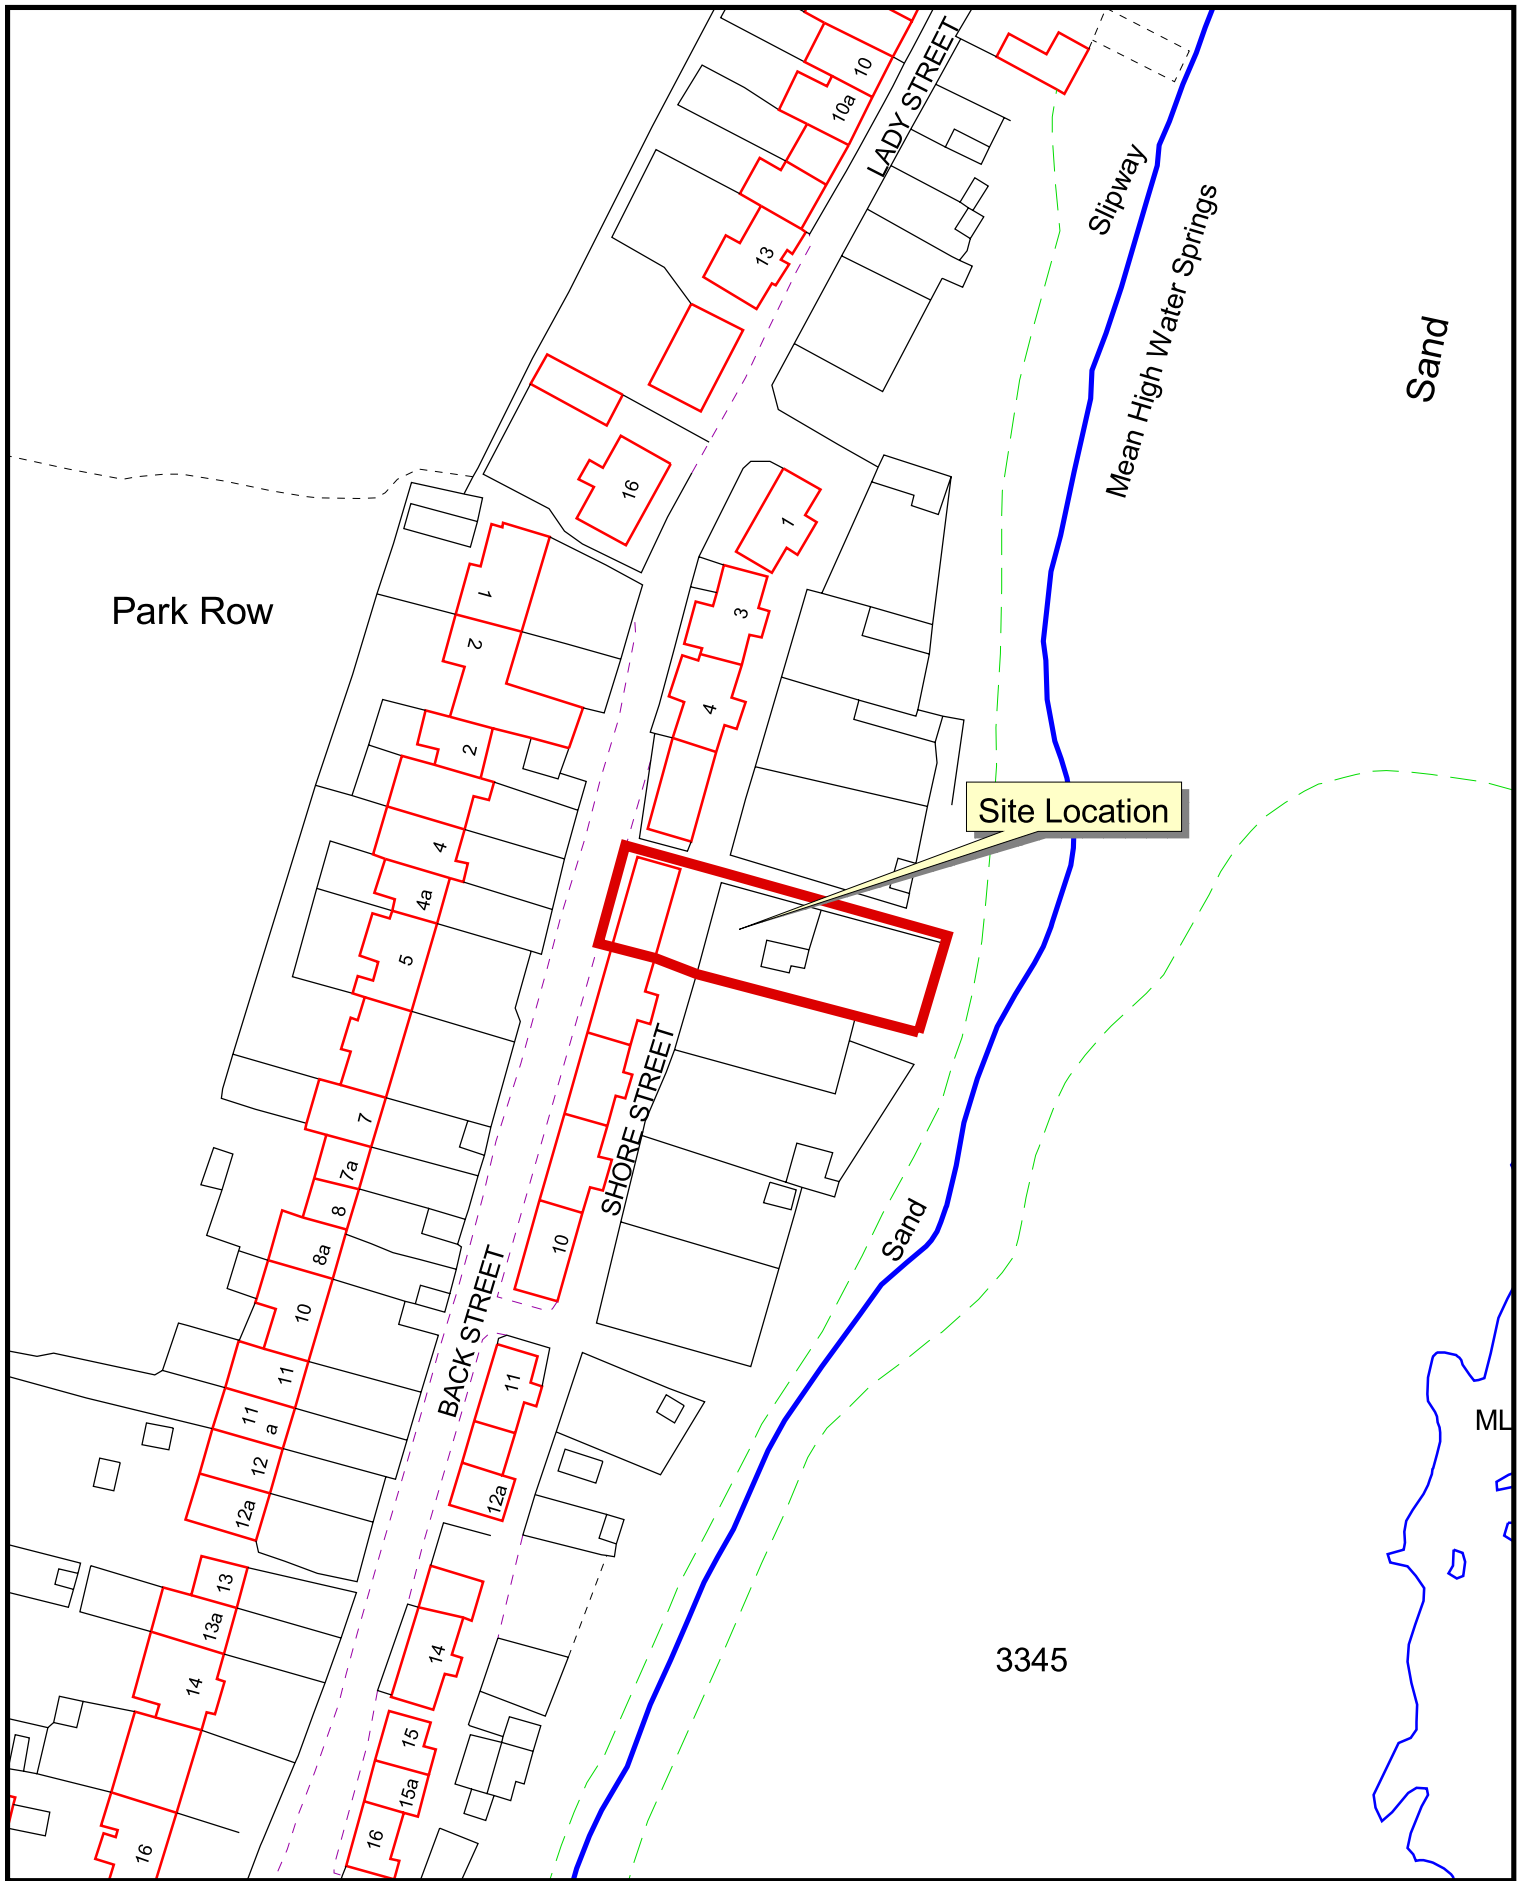 10
LADY STREET
10a
Slipway
13
Mean High Water Springs
Sand
16
1
1
Park Row
3
2
4
2
Site Location
4
4a
5
SHORE STREET
7
7a
8
Sand
8a
10
10
BACK STREET
11
11
11
a
ML
12
12a
12a
13
13a
14
14
3345
15
15a
16
16